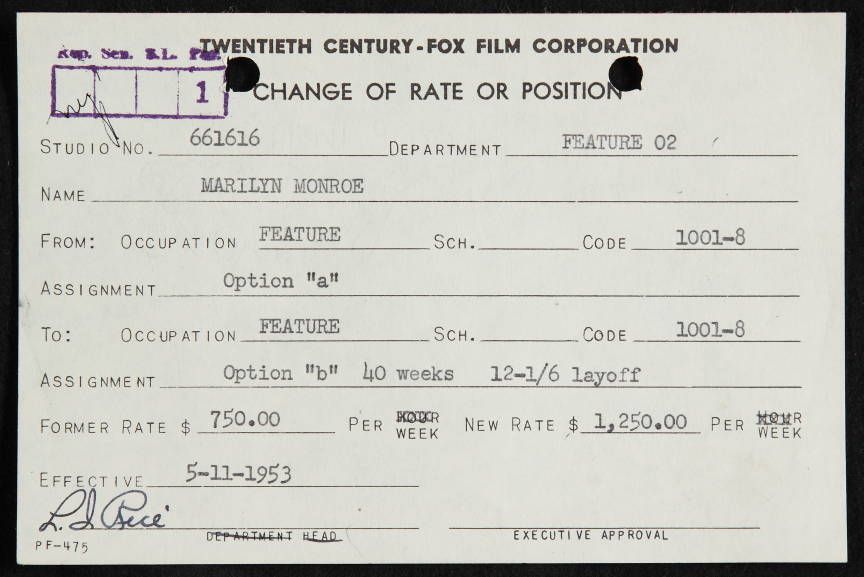 TWENTIETH CENTURY-FOX FILM CORPORATION
Rep. Sen. S.L.
1
CHANGE OF RATE OR POSITION
STUDIO NO. 661616 DEPARTMENT FEATURE 02
NAME MARILYN MONROE
FROM: OCCUPATION FEATURE SCH. CODE 1001-8
ASSIGNMENT Option "a"
TO: OCCUPATION FEATURE SCH. CODE 1001-8
ASSIGNMENT Option "b" 40 weeks 12-1/6 layoff
FORMER RATE $ 750.00 PER HOUR WEEK NEW RATE $ 1,250.00 PER HOUR WEEK
EFFECTIVE 5-11-1953
DEPARTMENT HEAD EXECUTIVE APPROVAL
PF-475